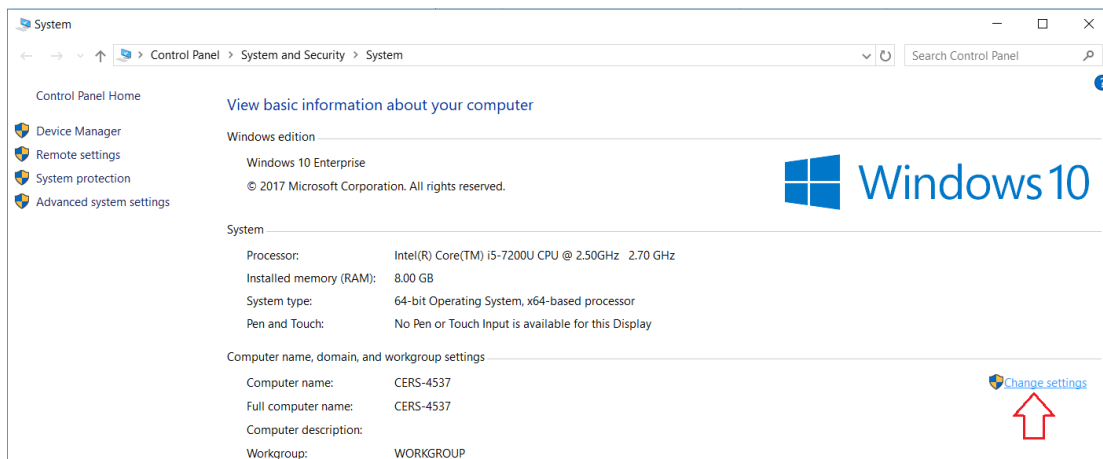 System
Control Panel > System and Security > System
Search Control Panel
Control Panel Home
Device Manager
Remote settings
System protection
Advanced system settings
View basic information about your computer
Windows edition
Windows 10 Enterprise
© 2017 Microsoft Corporation. All rights reserved.
Windows 10
System
Processor: Intel(R) Core(TM) i5-7200U CPU @ 2.50GHz 2.70 GHz
Installed memory (RAM): 8.00 GB
System type: 64-bit Operating System, x64-based processor
Pen and Touch: No Pen or Touch Input is available for this Display
Computer name, domain, and workgroup settings
Computer name: CERS-4537
Change settings
Full computer name: CERS-4537
Computer description:
Workgroup: WORKGROUP